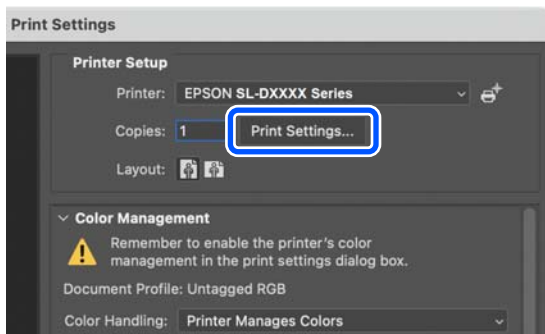 Print Settings
Printer Setup
Printer: EPSON SL-DXXXX Series
Copies: 1 Print Settings...
Layout:
Color Management
Remember to enable the printer's color
management in the print settings dialog box.
Document Profile: Untagged RGB
Color Handling: Printer Manages Colors